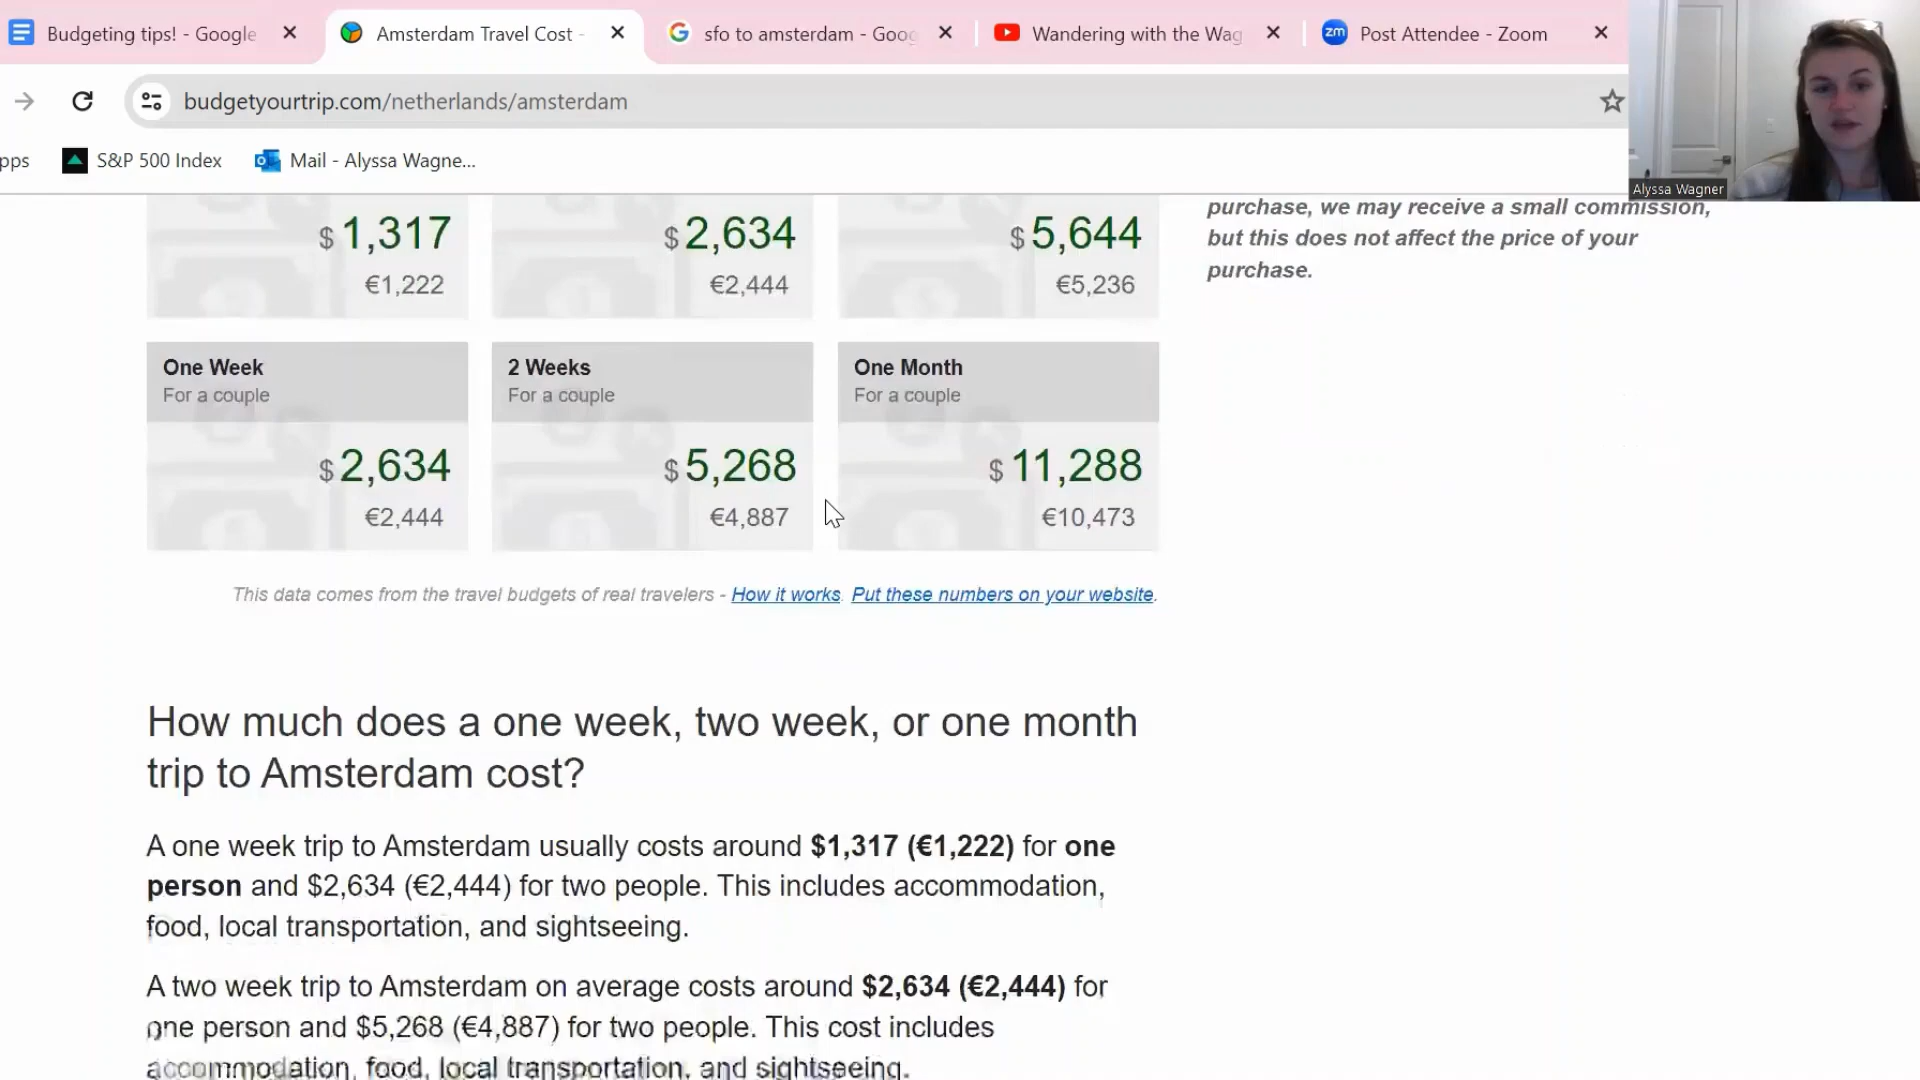 Budgeting tips! - Google
Amsterdam Travel Cost -
sfo to amsterdam - Goog
Wandering with the Wag
zm Post Attendee - Zoom
budgetyourtrip.com/netherlands/amsterdam
pps
S&P 500 Index
Mail - Alyssa Wagne...
Alyssa Wagner
$1,317 $2,634 $5,644
€1,222 €2,444 €5,236
purchase, we may receive a small commission,
but this does not affect the price of your
purchase.
One Week 2 Weeks One Month
For a couple For a couple For a couple
$2,634 $5,268 $11,288
€2,444 €4,887 €10,473
This data comes from the travel budgets of real travelers - How it works. Put these numbers on your website.
How much does a one week, two week, or one month
trip to Amsterdam cost?
A one week trip to Amsterdam usually costs around $1,317 (€1,222) for one
person and $2,634 (€2,444) for two people. This includes accommodation,
food, local transportation, and sightseeing.
A two week trip to Amsterdam on average costs around $2,634 (€2,444) for
one person and $5,268 (€4,887) for two people. This cost includes
accommodation, food, local transportation, and sightseeing.